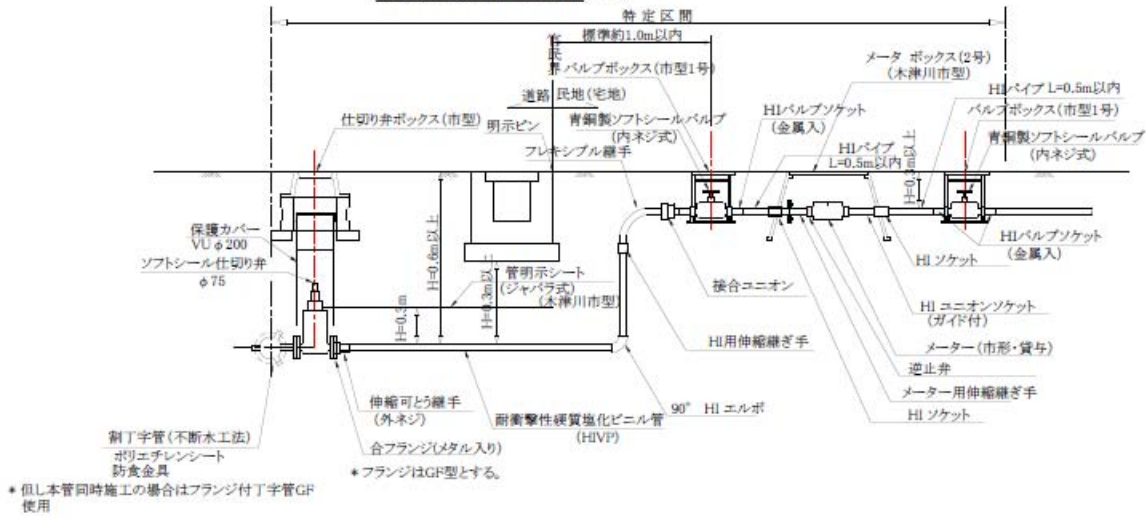 特定区間
標準約1.0m以内
官民界
バルブボックス(市型1号)
メータ ボックス(2号)
(木津川市型)
HIパイプ L=0.5m以内
バルブボックス(市型1号)
道路 民地(宅地)
HIバルブソケット
(金属入)
仕切り弁ボックス(市型)
明示ピン
青銅製ソフトシールバルブ
(内ネジ式)
青銅製ソフトシールバルブ
(内ネジ式)
フレキシブル継手
HIパイプ
L=0.5m以内
H=0.3m以上
保護カバー
VUφ200
ソフトシール仕切り弁
φ75
H=0.6m以上
H=0.3m以上
H=0.3m
管明示シート
(ジャバラ式)
(木津川市型)
接合ユニオン
HI ソケット
HIバルブソケット
(金属入)
HI ユニオンソケット
(ガイド付)
HI用伸縮継ぎ手
メーター(市形・貸与)
逆止弁
メーター用伸縮継ぎ手
HI ソケット
伸縮可とう継手
(外ネジ)
耐衝撃性硬質塩化ビニル管
(HIVP)
90° HI エルボ
割丁字管(不断水工法)
ポリエチレンシート
防食金具
合フランジ(メタル入り)
*フランジはGF型とする。
* 但し本管同時施工の場合はフランジ付丁字管GF
使用